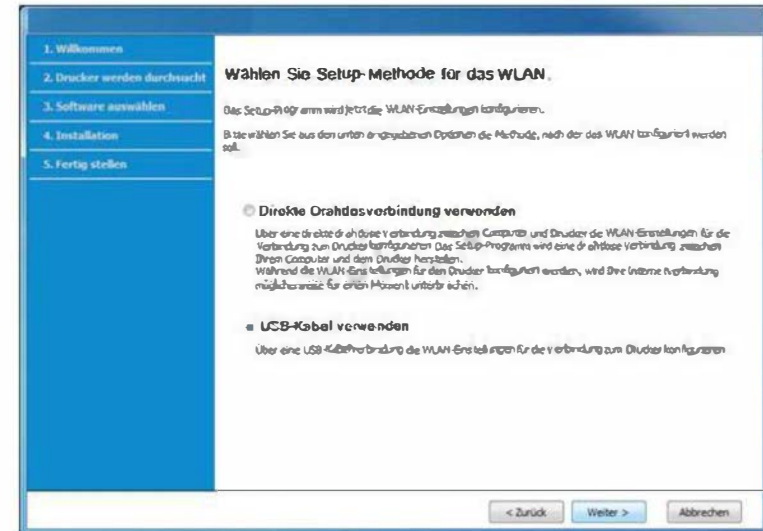 1. Willkommen
2. Drucker werden durchsucht
3. Software auswählen
4. Installation
5. Fertig stellen
Wählen Sie Setup-Methode für das WLAN.
Das Setup-Programm wird jetzt die WLAN-Einstellungen konfigurieren.
Bitte wählen Sie aus den unten angegebenen Optionen die Methode, nach der das WLAN konfiguriert werden
soll.
Direkte Drahtlosverbindung verwenden
Über eine direkte drahtlose Verbindung zwischen Computer und Drucker die WLAN-Einstellungen für die
Verbindung zum Drucker konfigurieren. Das Setup-Programm wird eine drahtlose Verbindung zwischen
Ihrem Computer und dem Drucker herstellen.
Während die WLAN-Einstellungen für den Drucker konfiguriert werden, wird Ihre
möglicherweise für einen Moment unterbrochen.
USB-Kabel verwenden
Über eine USB-Kabelverbindung die WLAN-Einstellungen für die Verbindung zum Drucker konfigurieren
< Zurück
Weiter >
Abbrechen